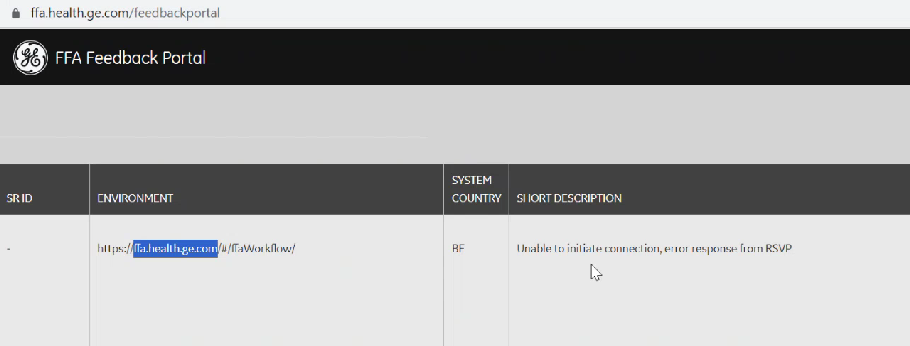 ffa.health.ge.com/feedbackportal
FFA Feedback Portal
SR ID
ENVIRONMENT
SYSTEM
COUNTRY
SHORT DESCRIPTION
-
https://ffa.health.ge.com/#/ffaWorkflow/
BE
Unable to initiate connection, error response from RSVP